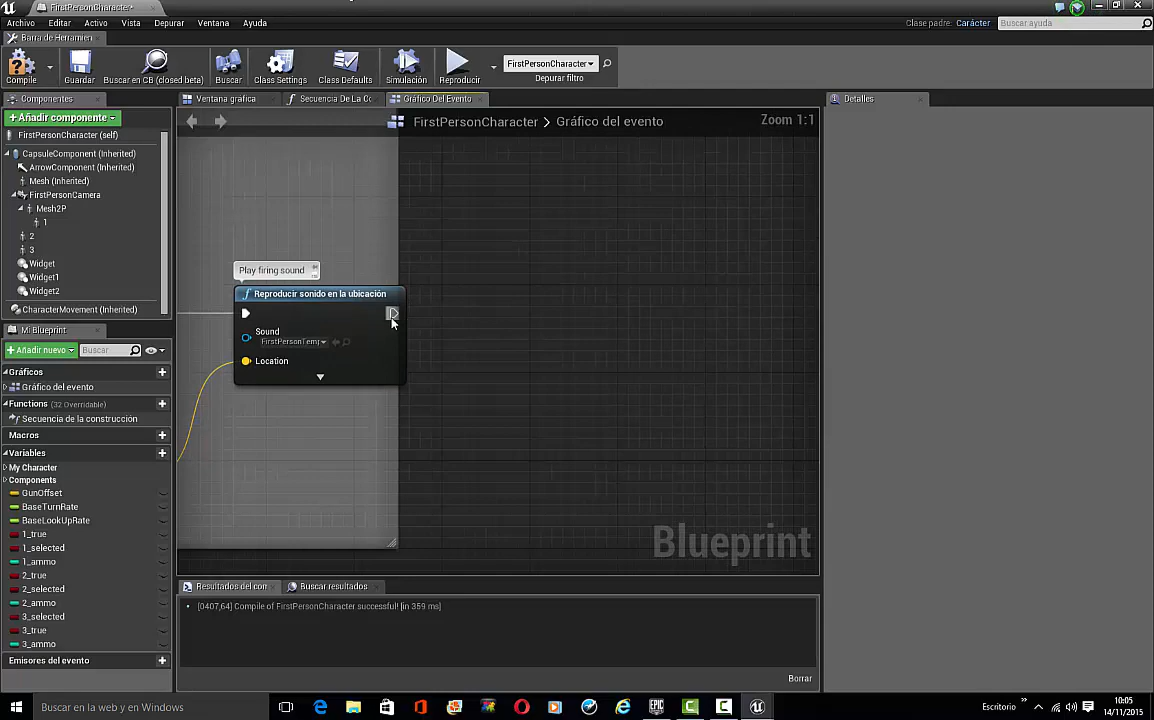 FirstPersonCharacter*
Archivo Editar Activo Vista Depurar Ventana Ayuda
Clase padre: Carácter
Buscar ayuda
Barra de Herramien
Compile
Guardar
Buscar en CB (closed beta)
Buscar
Class Settings
Class Defaults
Simulación
Reproducir
FirstPersonCharacter
Depurar filtro
Componentes
Ventana gráfica
Secuencia De La Co
Gráfico Del Evento
Detalles
Añadir componente
FirstPersonCharacter > Gráfico del evento
Zoom 1:1
FirstPersonCharacter (self)
CapsuleComponent (Inherited)
ArrowComponent (Inherited)
Mesh (Inherited)
FirstPersonCamera
Mesh2P
1
2
3
Widget
Widget1
Widget2
CharacterMovement (Inherited)
Play firing sound
Reproducir sonido en la ubicación
Sound
FirstPersonTemp
Location
Mi Blueprint
Añadir nuevo
Buscar
Gráficos
Gráfico del evento
Functions (32 Overridable)
Secuencia de la construcción
Macros
Variables
My Character
Components
GunOffset
BaseTurnRate
BaseLookUpRate
1_true
1_selected
1_ammo
2_true
2_selected
2_ammo
3_selected
3_true
3_ammo
Emisores del evento
Blueprint
Resultados del com
Buscar resultados
[0407,64] Compile of FirstPersonCharacter successful! [in 359 ms]
Borrar
Buscar en la web y en Windows
EPIC
Escritorio
10:05
14/11/2015